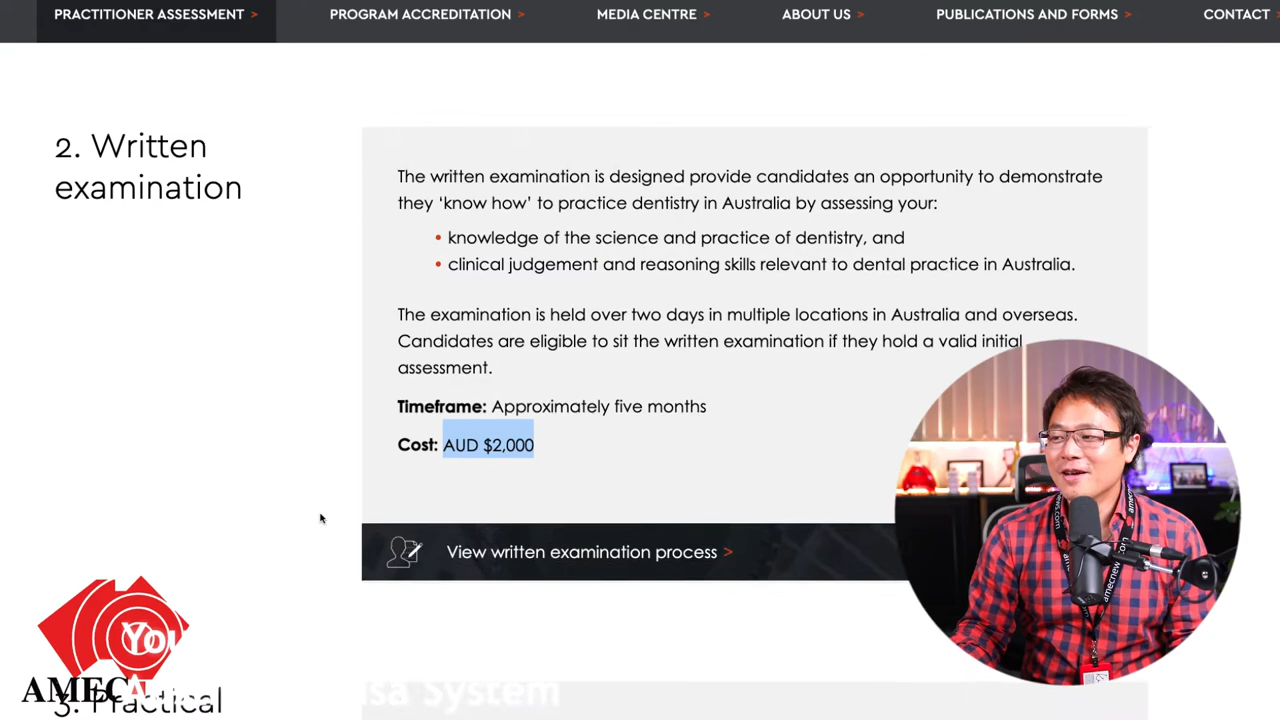 PRACTITIONER ASSESSMENT >
PROGRAM ACCREDITATION >
MEDIA CENTRE >
ABOUT US >
PUBLICATIONS AND FORMS >
CONTACT >
2. Written
examination
The written examination is designed provide candidates an opportunity to demonstrate
they ‘know how’ to practice dentistry in Australia by assessing your:
• knowledge of the science and practice of dentistry, and
• clinical judgement and reasoning skills relevant to dental practice in Australia.
The examination is held over two days in multiple locations in Australia and overseas.
Candidates are eligible to sit the written examination if they hold a valid initial
assessment.
Timeframe: Approximately five months
Cost: AUD $2,000
View written examination process >
amecnews.com
AMEC
System
3. Practical